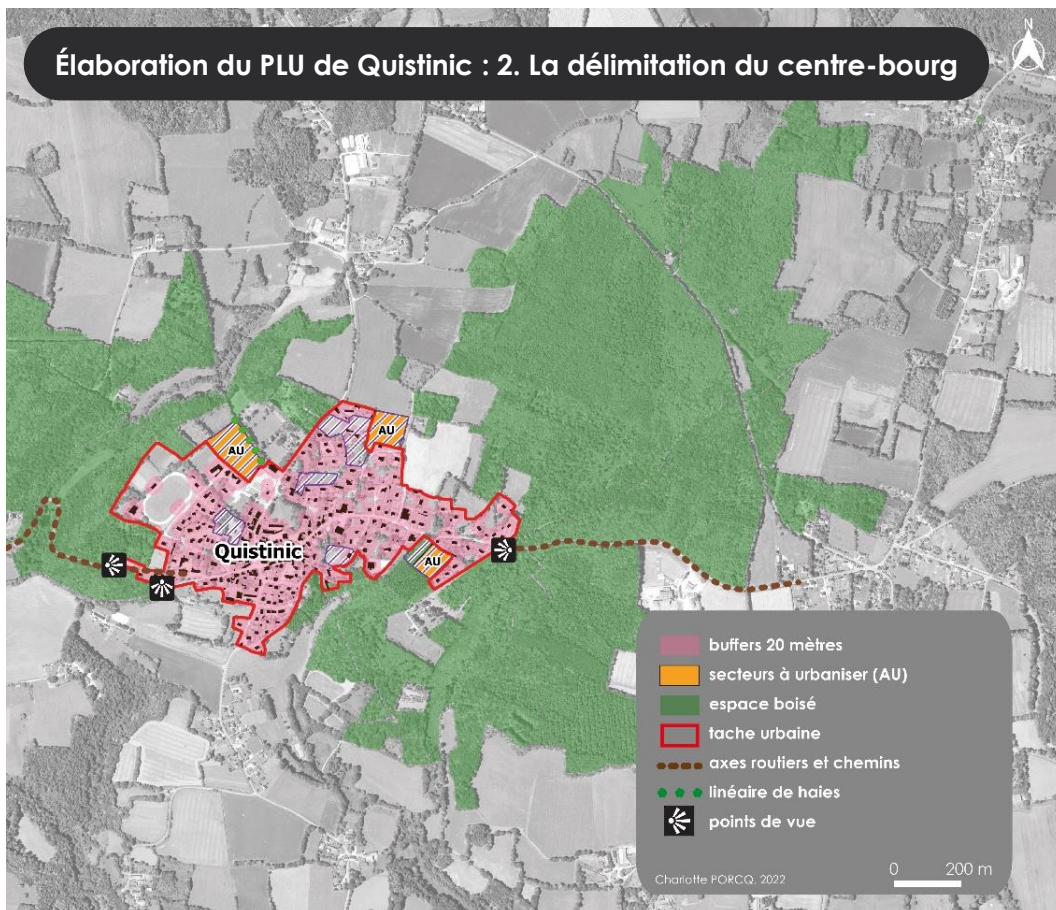 Élaboration du PLU de Quistinic : 2. La délimitation du centre-bourg
N
AU
AU
Quistinic
AU
buffers 20 mètres
secteurs à urbaniser (AU)
espace boisé
tache urbaine
axes routiers et chemins
linéaire de haies
points de vue
Charlotte PORCQ, 2022
0 200 m